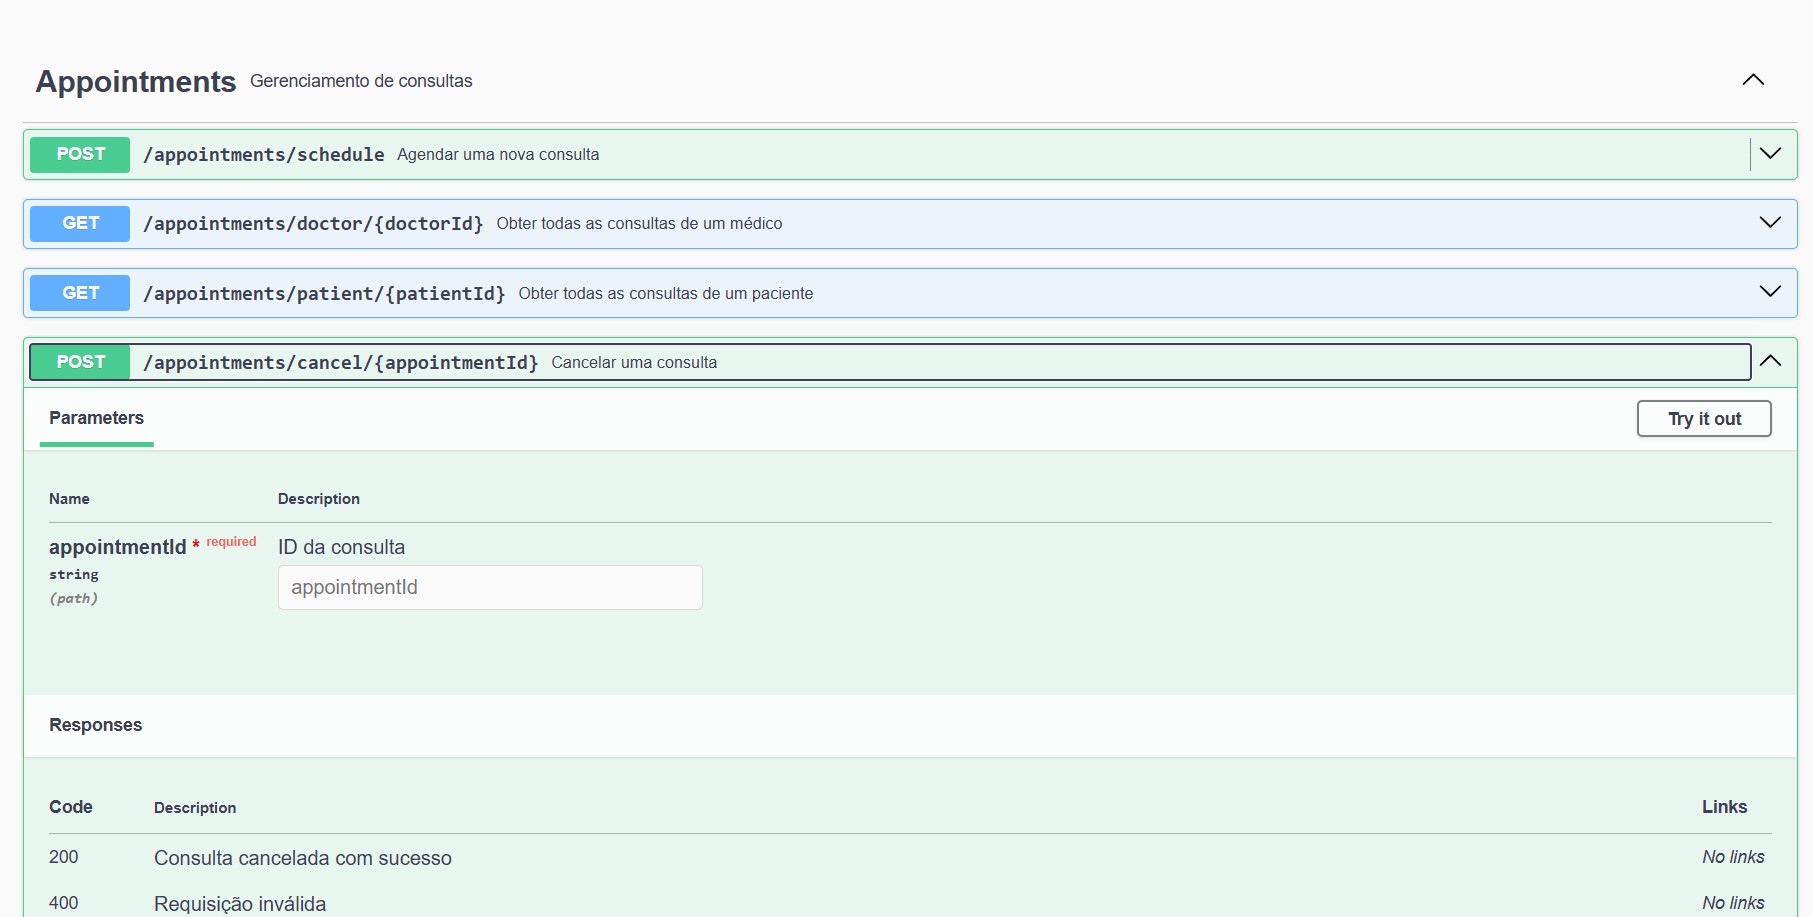 Appointments Gerenciamento de consultas
POST /appointments/schedule Agendar uma nova consulta
GET /appointments/doctor/{doctorId} Obter todas as consultas de um médico
GET /appointments/patient/{patientId} Obter todas as consultas de um paciente
POST /appointments/cancel/{appointmentId} Cancelar uma consulta
Parameters Try it out
Name Description
appointmentId * required ID da consulta
string appointmentId
(path)
Responses
Code Description Links
200 Consulta cancelada com sucesso No links
400 Requisição inválida No links